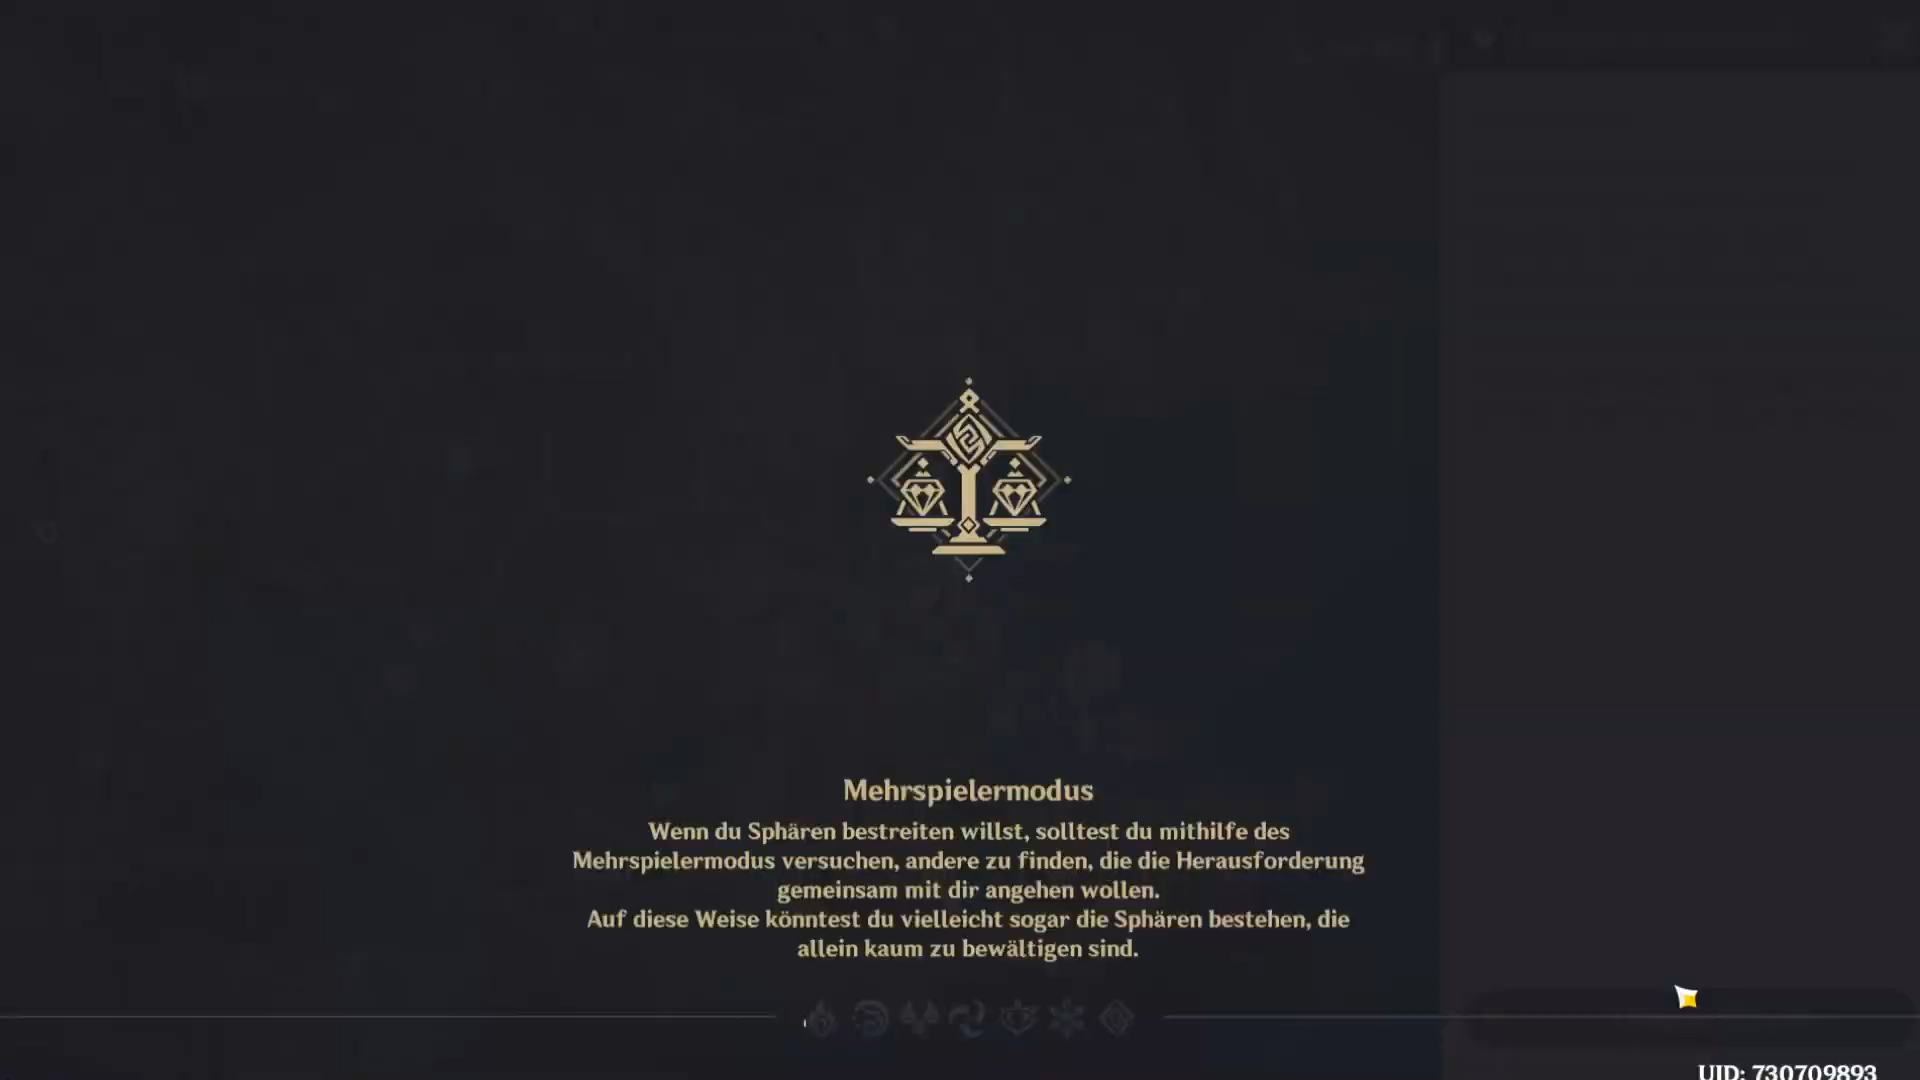 Mehrspielermodus
Wenn du Sphären bestreiten willst, solltest du mithilfe des
Mehrspielermodus versuchen, andere zu finden, die die Herausforderung
gemeinsam mit dir angehen wollen.
Auf diese Weise könntest du vielleicht sogar die Sphären bestehen, die
allein kaum zu bewältigen sind.
UID: 730709893